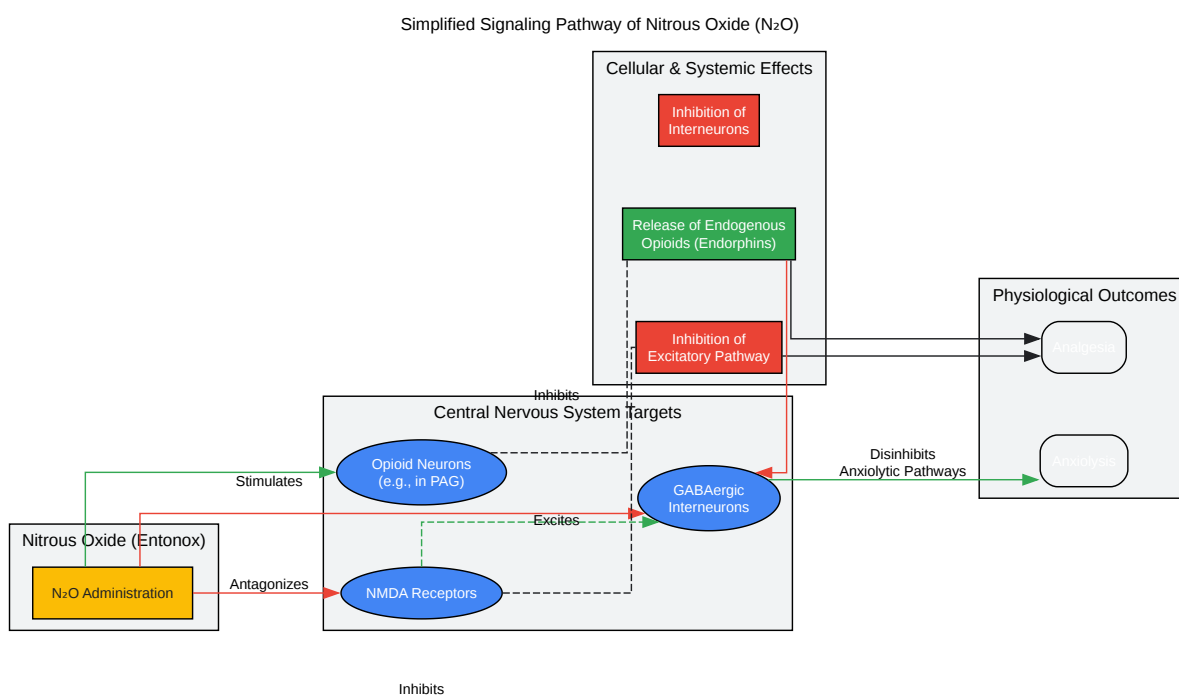 Simplified Signaling Pathway of Nitrous Oxide (N₂O)
Cellular & Systemic Effects
Inhibition of
Interneurons
Release of Endogenous
Opioids (Endorphins)
Inhibition of
Excitatory Pathway
Physiological Outcomes
Analgesia
Anxiolysis
Inhibits
Central Nervous System Targets
Opioid Neurons
(e.g., in PAG)
GABAergic
Interneurons
NMDA Receptors
Disinhibits
Anxiolytic Pathways
Stimulates
Excites
Antagonizes
Nitrous Oxide (Entonox)
N₂O Administration
Inhibits